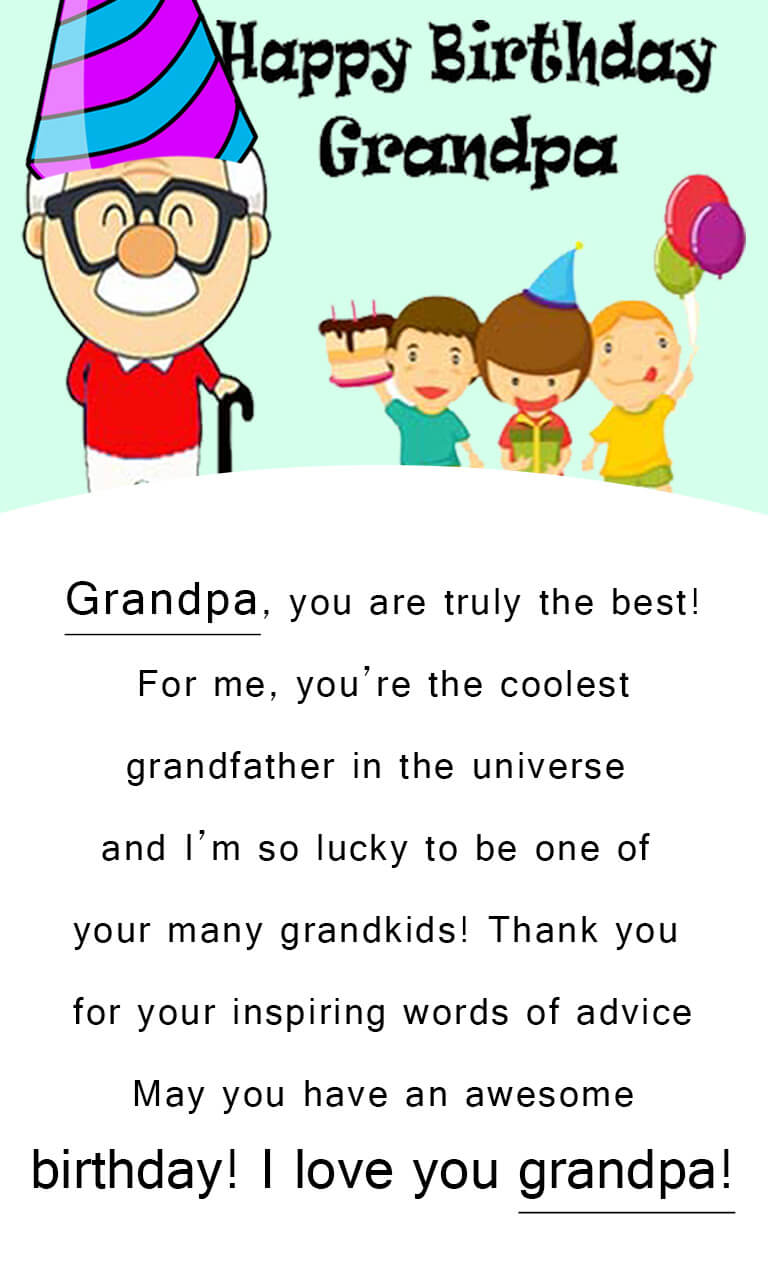 Happy Birthday
Grandpa
Grandpa, you are truly the best!
For me, you’re the coolest
grandfather in the universe
and I’m so lucky to be one of
your many grandkids! Thank you
for your inspiring words of advice
May you have an awesome
birthday! I love you grandpa!